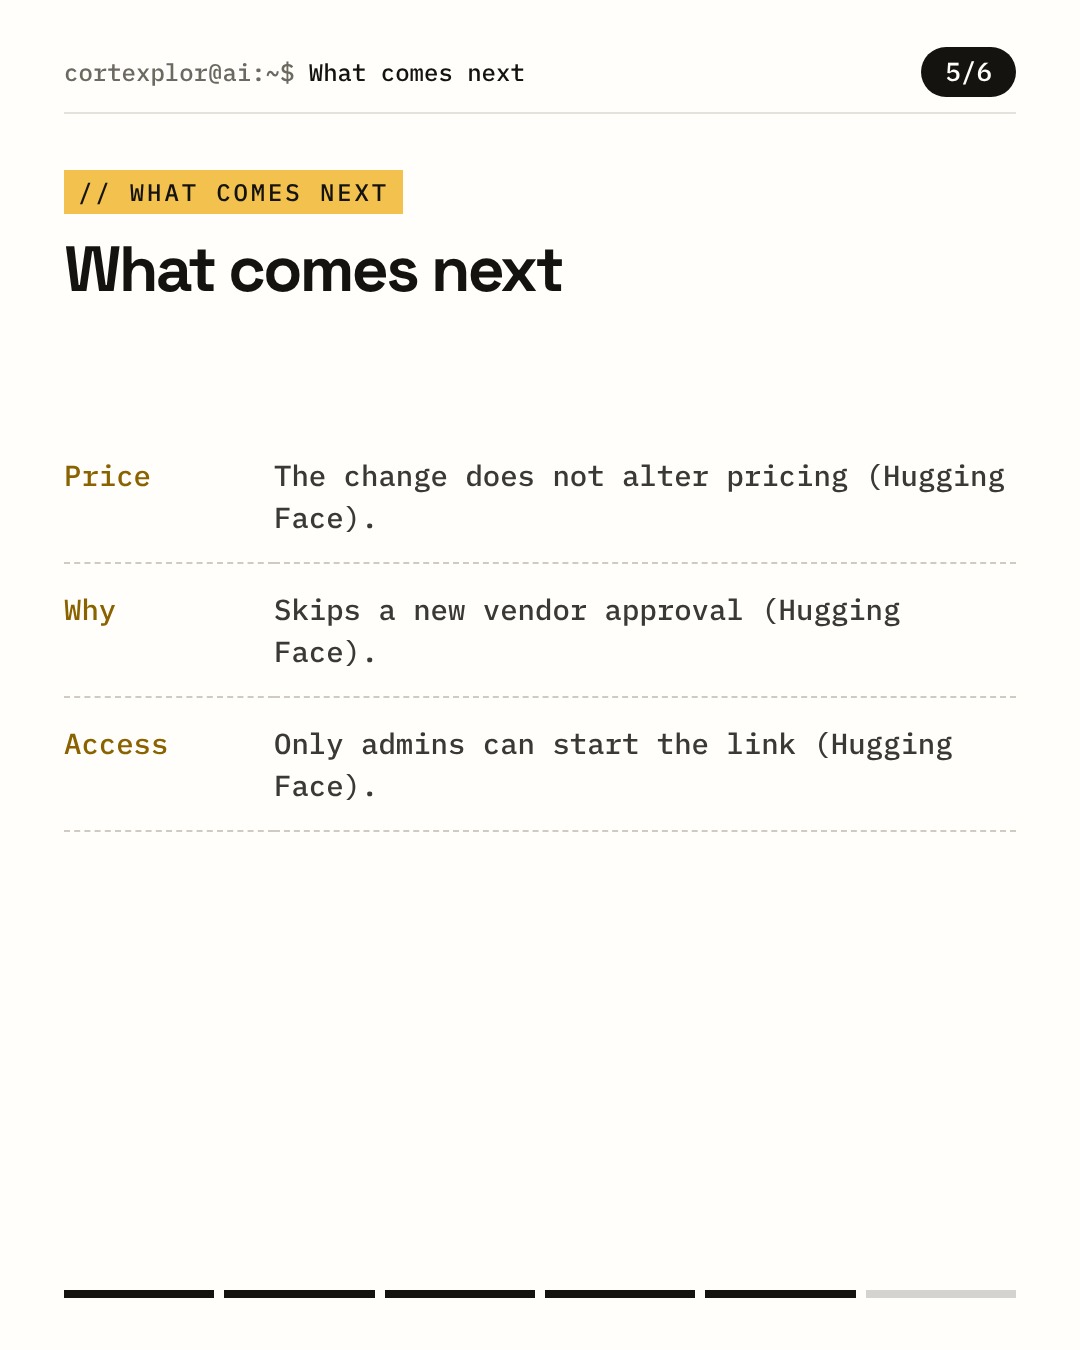 cortexplor@ai:~$ What comes next
5/6
// WHAT COMES NEXT
What comes next
Price
The change does not alter pricing (Hugging
Face).
Why
Skips a new vendor approval (Hugging
Face).
Access
Only admins can start the link (Hugging
Face).